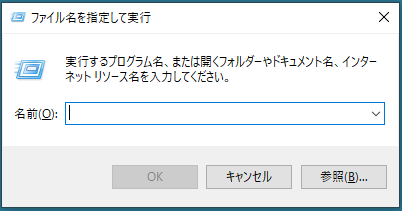 ファイル名を指定して実行
実行するプログラム名、または開くフォルダーやドキュメント名、インター
ネット リソース名を入力してください。
名前(O):
OK キャンセル 参照(B)...